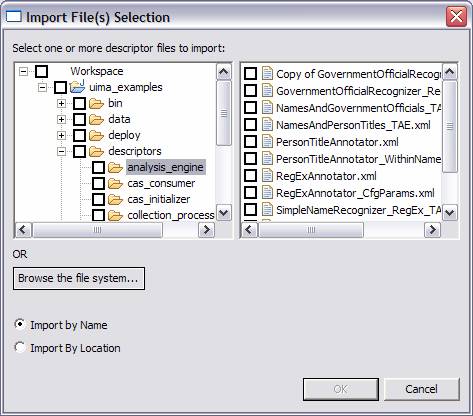 Import File(s) Selection
Select one or more descriptor files to import:
Workspace
uima_examples
bin
data
deploy
descriptors
analysis_engine
cas_consumer
cas_initializer
collection_process
Copy of GovernmentOfficialRecog
GovernmentOfficialRecognizer_Re
NamesAndGovernmentOfficials_TA
NamesAndPersonTitles_TAE.xml
PersonTitleAnnotator.xml
PersonTitleAnnotator_WithinName
RegExAnnotator.xml
RegExAnnotator_CfgParams.xml
SimpleNameRecognizer_RegEx_TA
OR
Browse the file system...
Import by Name
Import By Location
OK Cancel